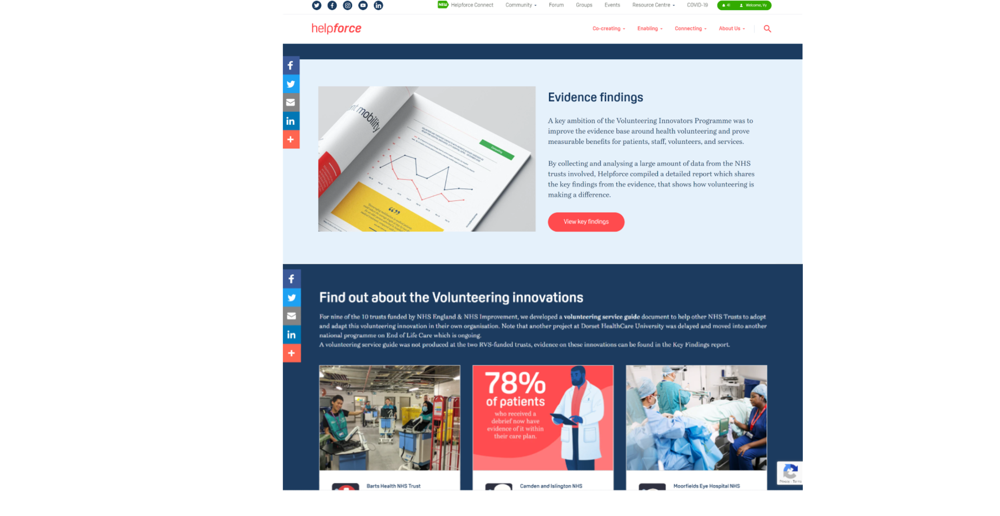 NEW Helpforce Connect Community Forum Groups Events Resource Centre COVID-19 41 Welcome, Vy
helpforce
Co-creating Enabling Connecting About Us
nt mobility
Compelling
Evidence findings
A key ambition of the Volunteering Innovators Programme was to
improve the evidence base around health volunteering and prove
measurable benefits for patients, staff, volunteers, and services.
By collecting and analysing a large amount of data from the NHS
trusts involved, Helpforce compiled a detailed report which shares
the key findings from the evidence, that shows how volunteering is
making a difference.
View key findings
Find out about the Volunteering innovations
For nine of the 10 trusts funded by NHS England & NHS Improvement, we developed a volunteering service guide document to help other NHS Trusts to adopt
and adapt this volunteering innovation in their own organisation. Note that another project at Dorset HealthCare University was delayed and moved into another
national programme on End of Life Care which is ongoing.
A volunteering service guide was not produced at the two RVS-funded trusts, evidence on these innovations can be found in the Key Findings report.
78%
of patients
who received a
debrief now have
evidence of it within
their care plan.
Barts Health NHS Trust
Camden and Islington NHS
Moorfields Eye Hospital NHS
Privacy - Terms